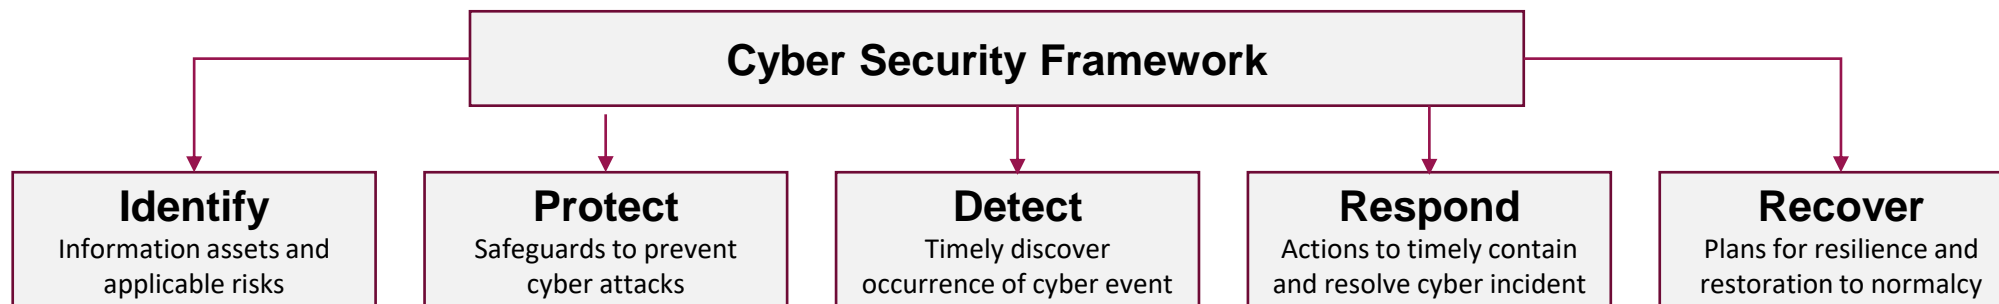 Cyber Security Framework
Identify
Information assets and
applicable risks
Protect
Safeguards to prevent
cyber attacks
Detect
Timely discover
occurrence of cyber event
Respond
Actions to timely contain
and resolve cyber incident
Recover
Plans for resilience and
restoration to normalcy